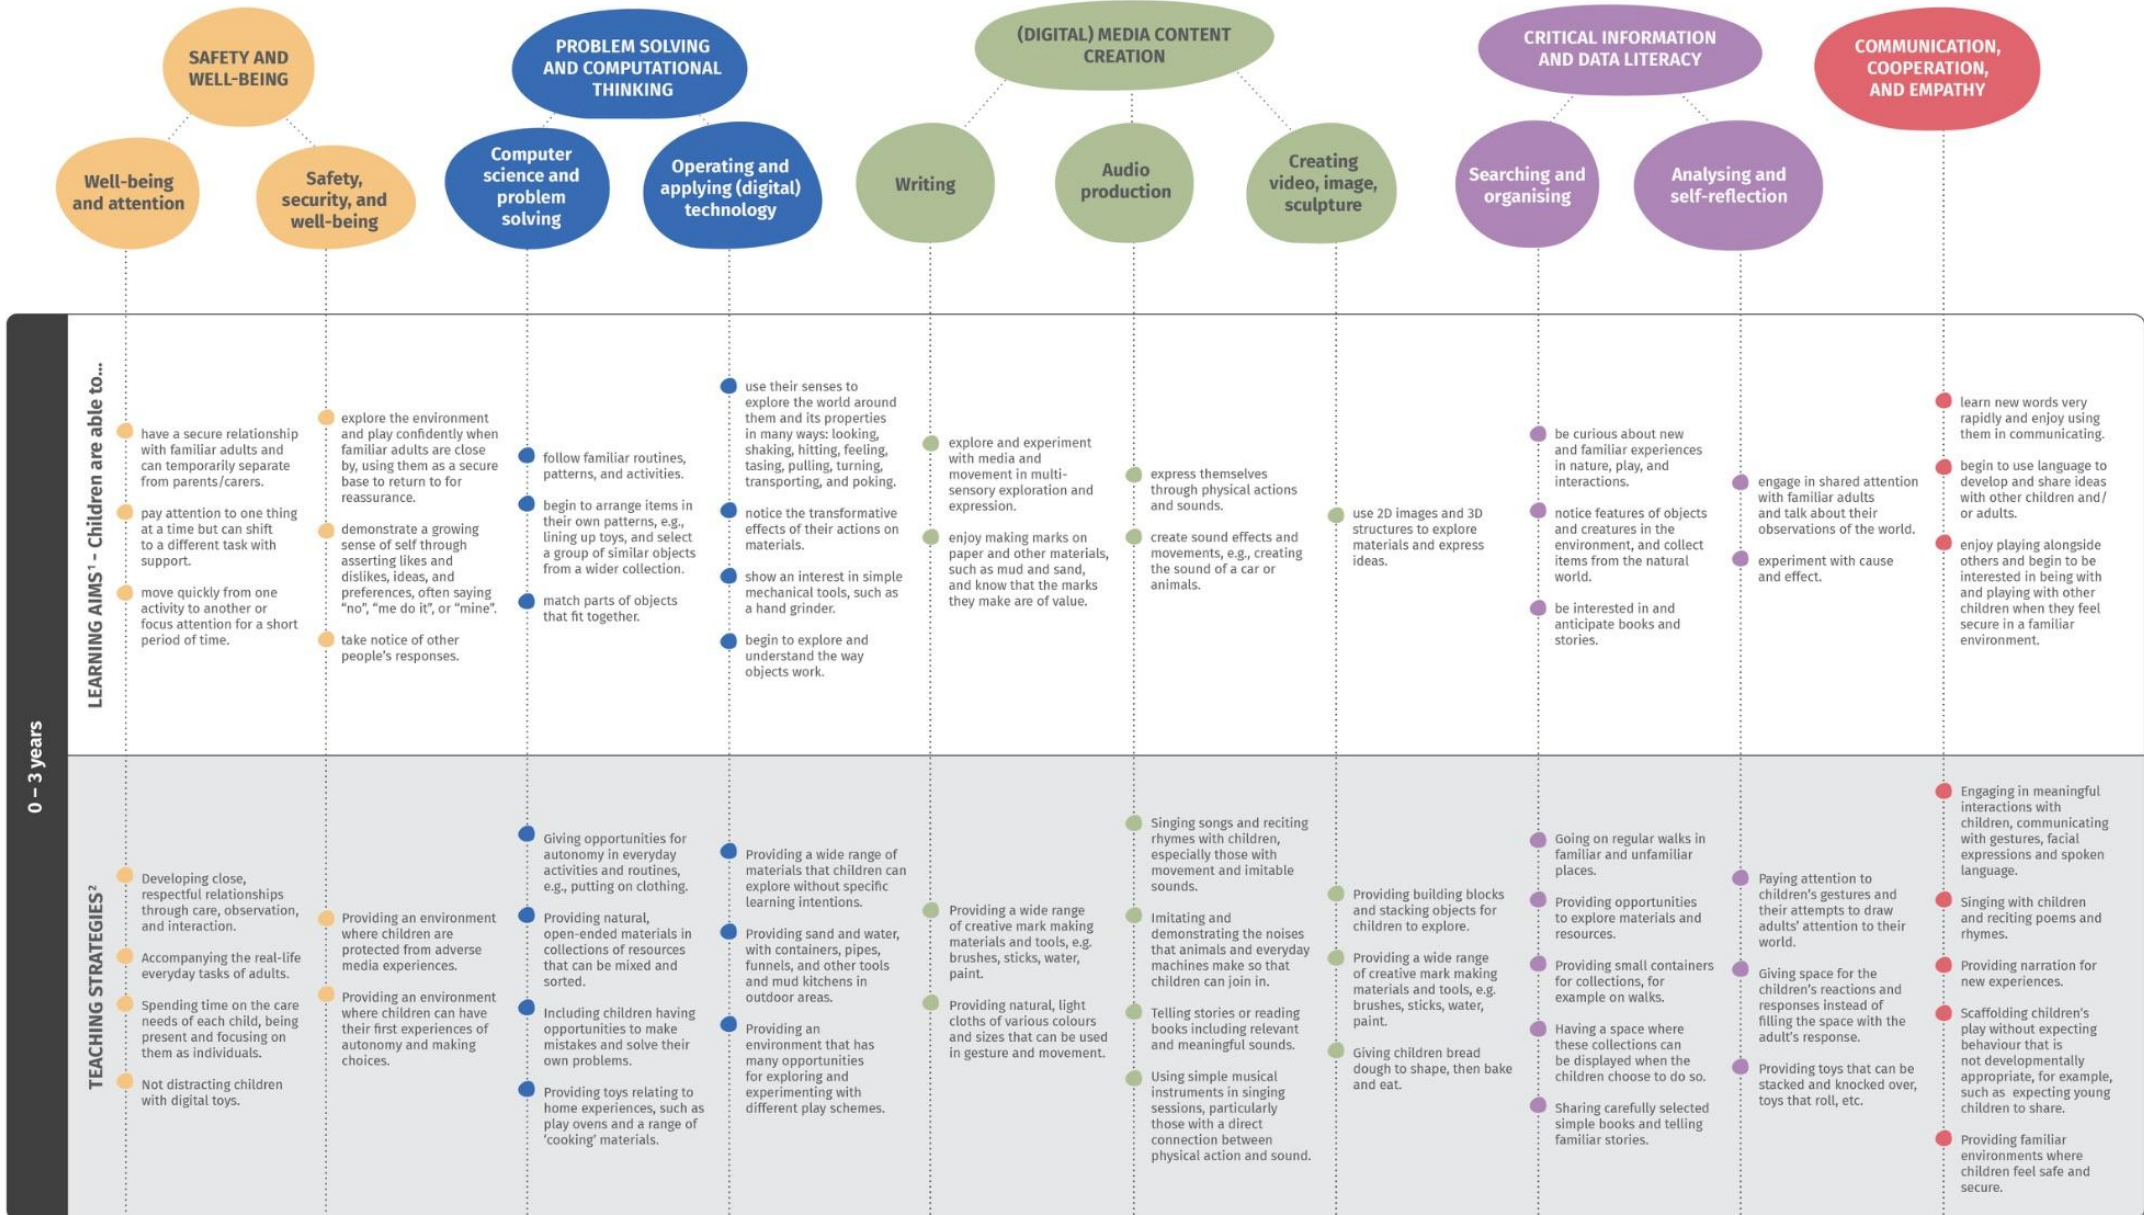 SAFETY AND
WELL-BEING
PROBLEM SOLVING
AND COMPUTATIONAL
THINKING
(DIGITAL) MEDIA CONTENT
CREATION
CRITICAL INFORMATION
AND DATA LITERACY
COMMUNICATION,
COOPERATION,
AND EMPATHY
Well-being
and attention
Safety,
security, and
well-being
Computer
science and
problem
solving
Operating and
applying (digital)
technology
Writing
Audio
production
Creating
video, image,
sculpture
Searching and
organising
Analysing and
self-reflection
0 – 3 years
LEARNING AIMS¹ - Children are able to...
have a secure relationship
with familiar adults and
can temporarily separate
from parents/carers.
pay attention to one thing
at a time but can shift
to a different task with
support.
move quickly from one
activity to another or
focus attention for a short
period of time.
explore the environment
and play confidently when
familiar adults are close
by, using them as a secure
base to return to for
reassurance.
demonstrate a growing
sense of self through
asserting likes and
dislikes, ideas, and
preferences, often saying
“no”, “me do it”, or “mine”.
take notice of other
people’s responses.
follow familiar routines,
patterns, and activities.
begin to arrange items in
their own patterns, e.g.,
lining up toys, and select
a group of similar objects
from a wider collection.
match parts of objects
that fit together.
use their senses to
explore the world around
them and its properties
in many ways: looking,
shaking, hitting, feeling,
tasing, pulling, turning,
transporting, and poking.
notice the transformative
effects of their actions on
materials.
show an interest in simple
mechanical tools, such as
a hand grinder.
begin to explore and
understand the way
objects work.
explore and experiment
with media and
movement in multi-
sensory exploration and
expression.
enjoy making marks on
paper and other materials,
such as mud and sand,
and know that the marks
they make are of value.
express themselves
through physical actions
and sounds.
create sound effects and
movements, e.g., creating
the sound of a car or
animals.
use 2D images and 3D
structures to explore
materials and express
ideas.
be curious about new
and familiar experiences
in nature, play, and
interactions.
notice features of objects
and creatures in the
environment, and collect
items from the natural
world.
be interested in and
anticipate books and
stories.
engage in shared attention
with familiar adults
and talk about their
observations of the world.
experiment with cause
and effect.
learn new words very
rapidly and enjoy using
them in communicating.
begin to use language to
develop and share ideas
with other children and/
or adults.
enjoy playing alongside
others and begin to be
interested in being with
and playing with other
children when they feel
secure in a familiar
environment.
TEACHING STRATEGIES²
Developing close,
respectful relationships
through care, observation,
and interaction.
Accompanying the real-life
everyday tasks of adults.
Spending time on the care
needs of each child, being
present and focusing on
them as individuals.
Not distracting children
with digital toys.
Providing an environment
where children are
protected from adverse
media experiences.
Providing an environment
where children can have
their first experiences of
autonomy and making
choices.
Giving opportunities for
autonomy in everyday
activities and routines,
e.g., putting on clothing.
Providing natural,
open-ended materials in
collections of resources
that can be mixed and
sorted.
Including children having
opportunities to make
mistakes and solve their
own problems.
Providing toys relating to
home experiences, such as
play ovens and a range of
‘cooking’ materials.
Providing a wide range of
materials that children can
explore without specific
learning intentions.
Providing sand and water,
with containers, pipes,
funnels, and other tools
and mud kitchens in
outdoor areas.
Providing an
environment that has
many opportunities
for exploring and
experimenting with
different play schemes.
Providing a wide range
of creative mark making
materials and tools, e.g.
brushes, sticks, water,
paint.
Providing natural, light
cloths of various colours
and sizes that can be used
in gesture and movement.
Singing songs and reciting
rhymes with children,
especially those with
movement and imitable
sounds.
Imitating and
demonstrating the noises
that animals and everyday
machines make so that
children can join in.
Telling stories or reading
books including relevant
and meaningful sounds.
Using simple musical
instruments in singing
sessions, particularly
those with a direct
connection between
physical action and sound.
Providing building blocks
and stacking objects for
children to explore.
Providing a wide range
of creative mark making
materials and tools, e.g.
brushes, sticks, water,
paint.
Giving children bread
dough to shape, then bake
and eat.
Going on regular walks in
familiar and unfamiliar
places.
Providing opportunities
to explore materials and
resources.
Providing small containers
for collections, for
example on walks.
Having a space where
these collections can
be displayed when the
children choose to do so.
Sharing carefully selected
simple books and telling
familiar stories.
Paying attention to
children’s gestures and
their attempts to draw
adults’ attention to their
world.
Giving space for the
children’s reactions and
responses instead of
filling the space with the
adult’s response.
Providing toys that can be
stacked and knocked over,
toys that roll, etc.
Engaging in meaningful
interactions with
children, communicating
with gestures, facial
expressions and spoken
language.
Singing with children
and reciting poems and
rhymes.
Providing narration for
new experiences.
Scaffolding children’s
play without expecting
behaviour that is
not developmentally
appropriate, for example,
such as expecting young
children to share.
Providing familiar
environments where
children feel safe and
secure.